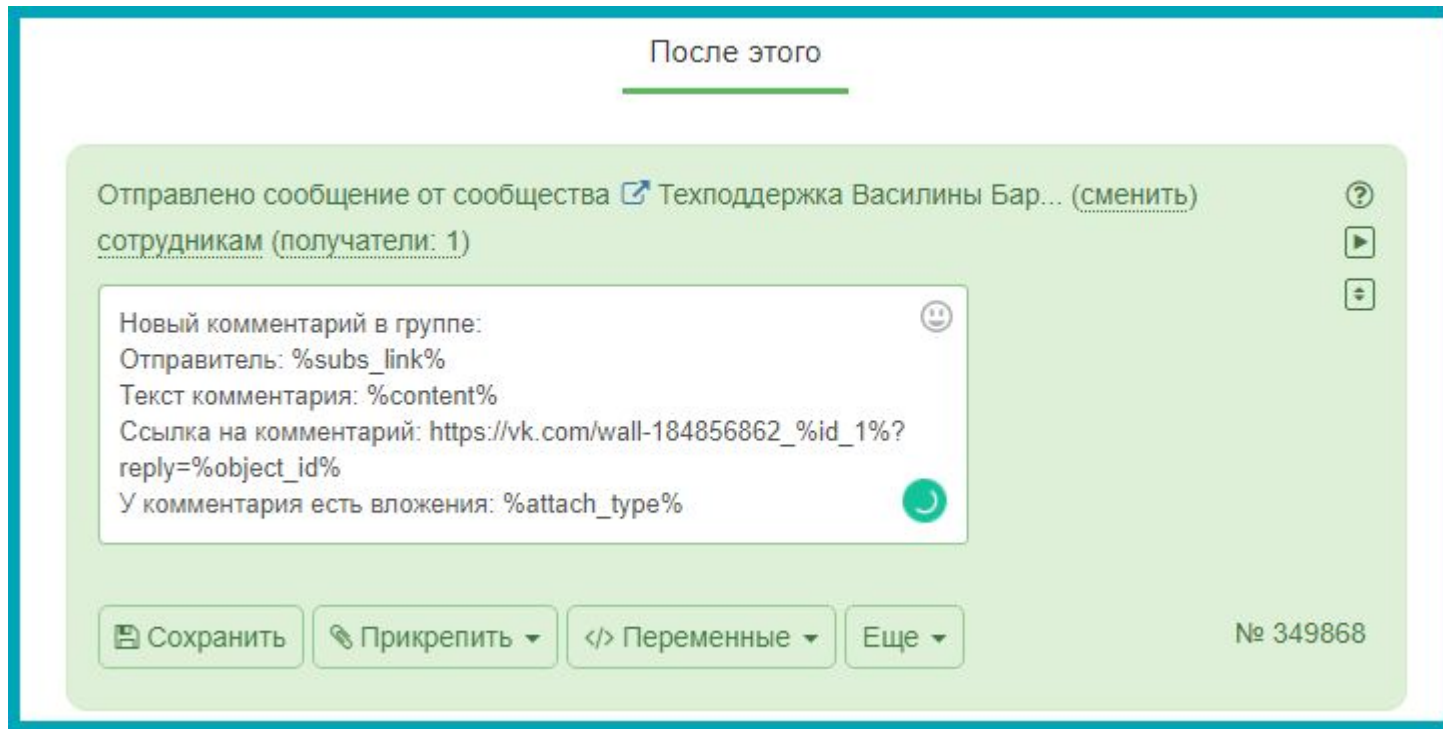 После этого
Отправлено сообщение от сообщества Техподдержка Василины Бар... (сменить)
сотрудникам (получатели: 1)
Новый комментарий в группе:
Отправитель: %subs_link%
Текст комментария: %content%
Ссылка на комментарий: https://vk.com/wall-184856862_%id_1%?
reply=%object_id%
У комментария есть вложения: %attach_type%
Сохранить Прикрепить </> Переменные Еще № 349868